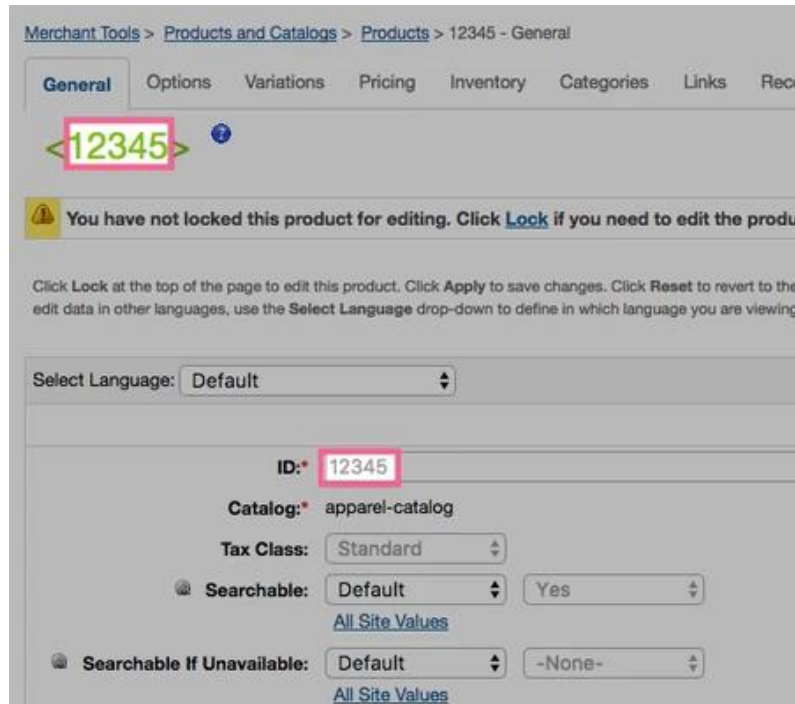 Merchant Tools > Products and Catalogs > Products > 12345 - General
General Options Variations Pricing Inventory Categories Links
<12345> ?
You have not locked this product for editing. Click Lock if you need to edit the
Click Lock at the top of the page to edit this product. Click Apply to save changes. Click Reset to revert to the
edit data in other languages, use the Select Language drop-down to define in which language you are viewing
Select Language: Default
ID:* 12345
Catalog:* apparel-catalog
Tax Class: Standard
Searchable: Default Yes
All Site Values
Searchable If Unavailable: Default -None-
All Site Values